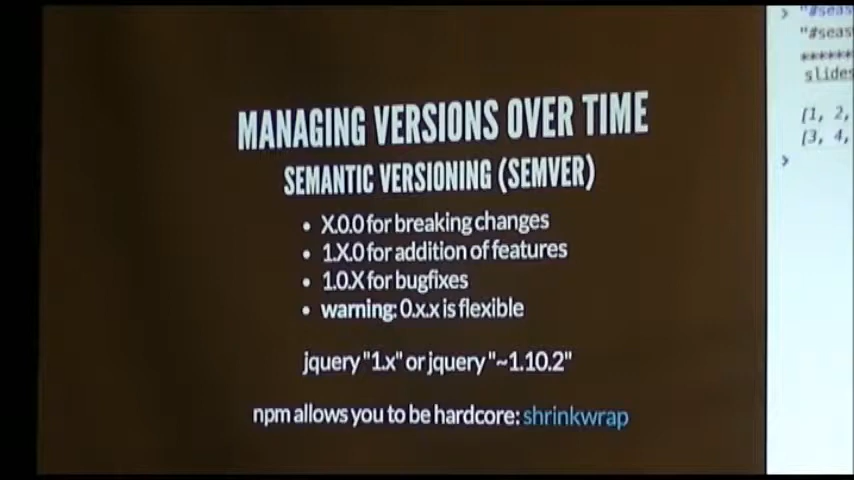 MANAGING VERSIONS OVER TIME
SEMANTIC VERSIONING (SEMVER)
• X.0.0 for breaking changes
• 1.X.0 for addition of features
• 1.0.X for bugfixes
• warning: 0.x.x is flexible
jquery "1.x" or jquery "~1.10.2"
npm allows you to be hardcore: shrinkwrap
> "#seas
"#seas
******
slides
[1, 2,
[3, 4,
>